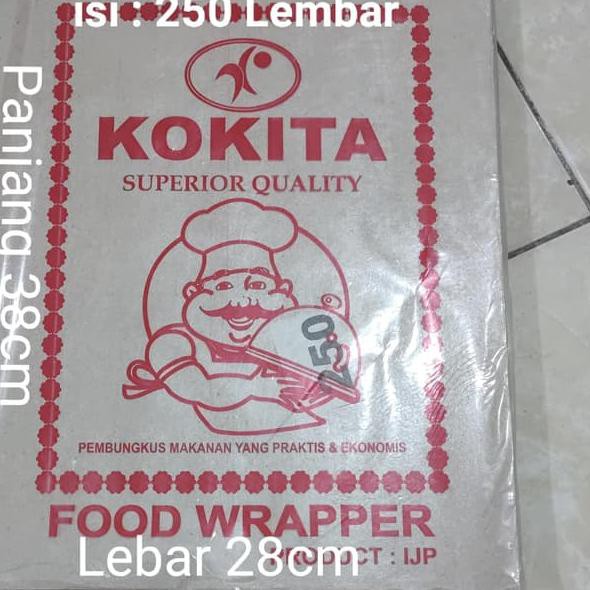 isi : 250 Lembar
Panjang 38cm
KOKITA
SUPERIOR QUALITY
250
PEMBUNGKUS MAKANAN YANG PRAKTIS & EKONOMIS
FOOD WRAPPER
Lebar 28cm
PRODUCT : IJP